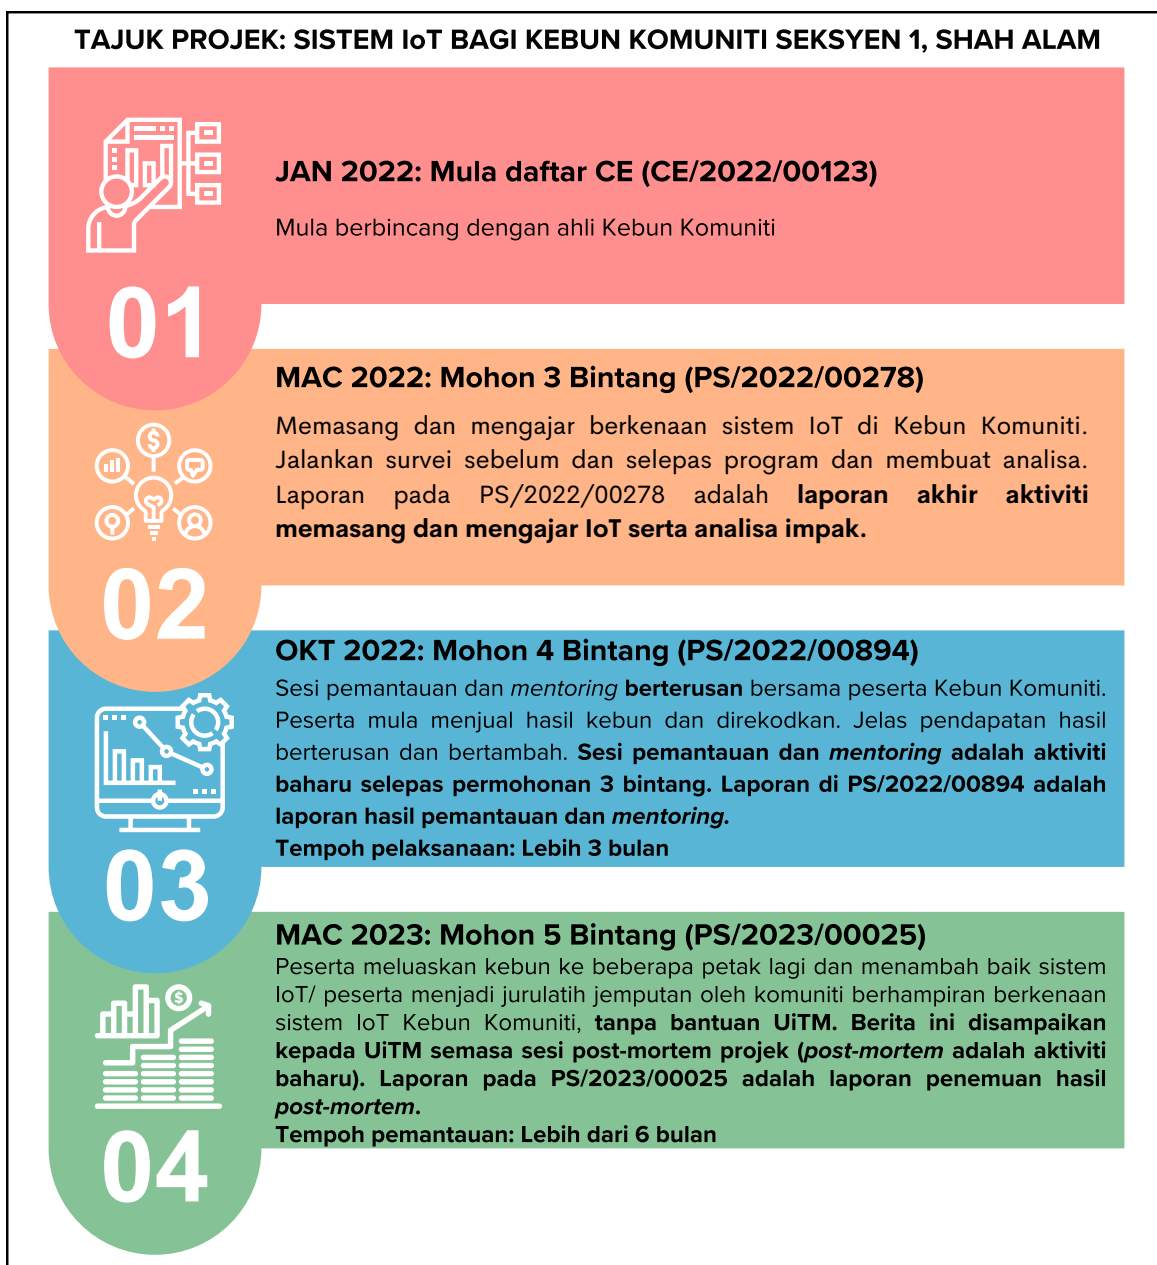 TAJUK PROJEK: SISTEM IoT BAGI KEBUN KOMUNITI SEKSYEN 1, SHAH ALAM
JAN 2022: Mula daftar CE (CE/2022/00123)
Mula berbincang dengan ahli Kebun Komuniti
01
MAC 2022: Mohon 3 Bintang (PS/2022/00278)
Memasang dan mengajar berkenaan sistem IoT di Kebun Komuniti.
Jalankan survei sebelum dan selepas program dan membuat analisa.
Laporan pada PS/2022/00278 adalah laporan akhir aktiviti
memasang dan mengajar IoT serta analisa impak.
$
02
OKT 2022: Mohon 4 Bintang (PS/2022/00894)
Sesi pemantauan dan mentoring berterusan bersama peserta Kebun Komuniti.
Peserta mula menjual hasil kebun dan direkodkan. Jelas pendapatan hasil
berterusan dan bertambah. Sesi pemantauan dan mentoring adalah aktiviti
baharu selepas permohonan 3 bintang. Laporan di PS/2022/00894 adalah
laporan hasil pemantauan dan mentoring.
Tempoh pelaksanaan: Lebih 3 bulan
03
MAC 2023: Mohon 5 Bintang (PS/2023/00025)
Peserta meluaskan kebun ke beberapa petak lagi dan menambah baik sistem
IoT/ peserta menjadi jurulatih jemputan oleh komuniti berhampiran berkenaan
sistem IoT Kebun Komuniti, tanpa bantuan UiTM. Berita ini disampaikan
kepada UiTM semasa sesi post-mortem projek (post-mortem adalah aktiviti
baharu). Laporan pada PS/2023/00025 adalah laporan penemuan hasil
post-mortem.
Tempoh pemantauan: Lebih dari 6 bulan
$
04